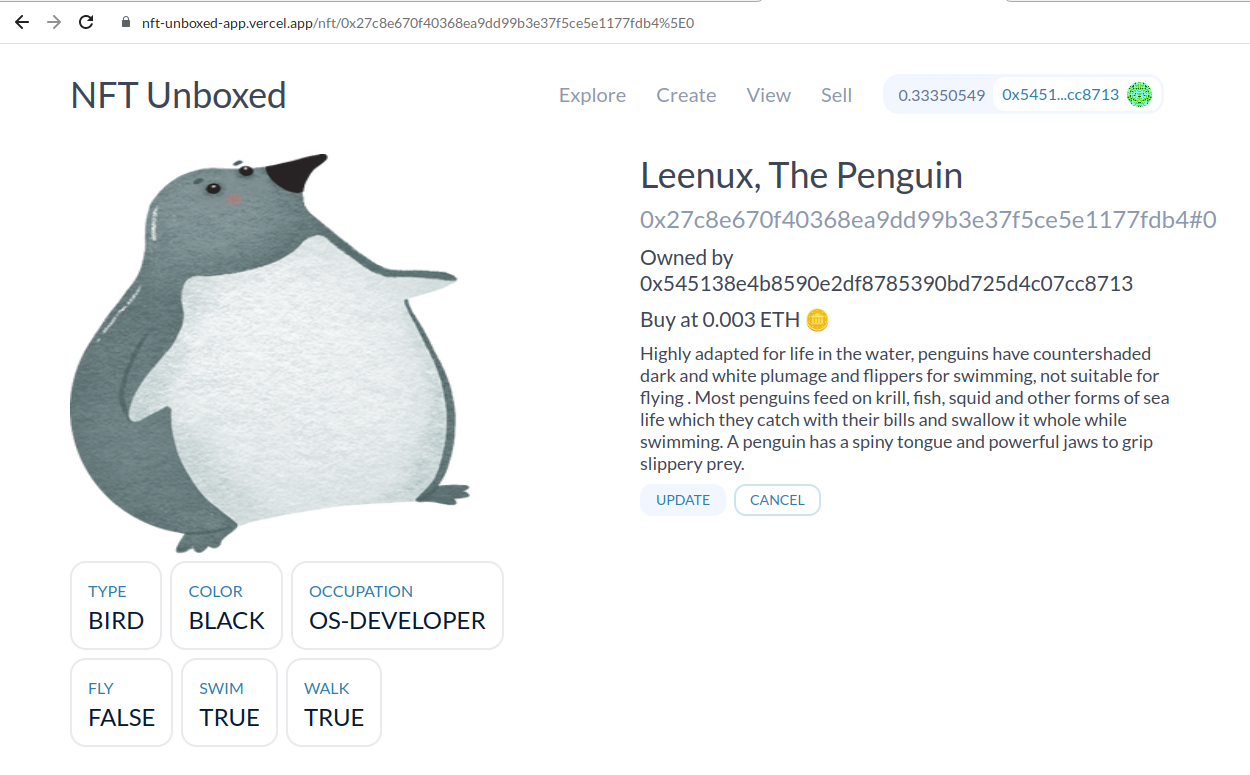 nft-unboxed-app.vercel.app/nft/0x27c8e670f40368ea9dd99b3e37f5ce5e1177fdb4%5E0
NFT Unboxed
Explore Create View Sell 0.33350549 0x5451...cc8713
Leenux, The Penguin
0x27c8e670f40368ea9dd99b3e37f5ce5e1177fdb4#0
Owned by
0x545138e4b8590e2df8785390bd725d4c07cc8713
Buy at 0.003 ETH
Highly adapted for life in the water, penguins have countershaded
dark and white plumage and flippers for swimming, not suitable for
flying . Most penguins feed on krill, fish, squid and other forms of sea
life which they catch with their bills and swallow it whole while
swimming. A penguin has a spiny tongue and powerful jaws to grip
slippery prey.
UPDATE CANCEL
TYPE COLOR OCCUPATION
BIRD BLACK OS-DEVELOPER
FLY SWIM WALK
FALSE TRUE TRUE